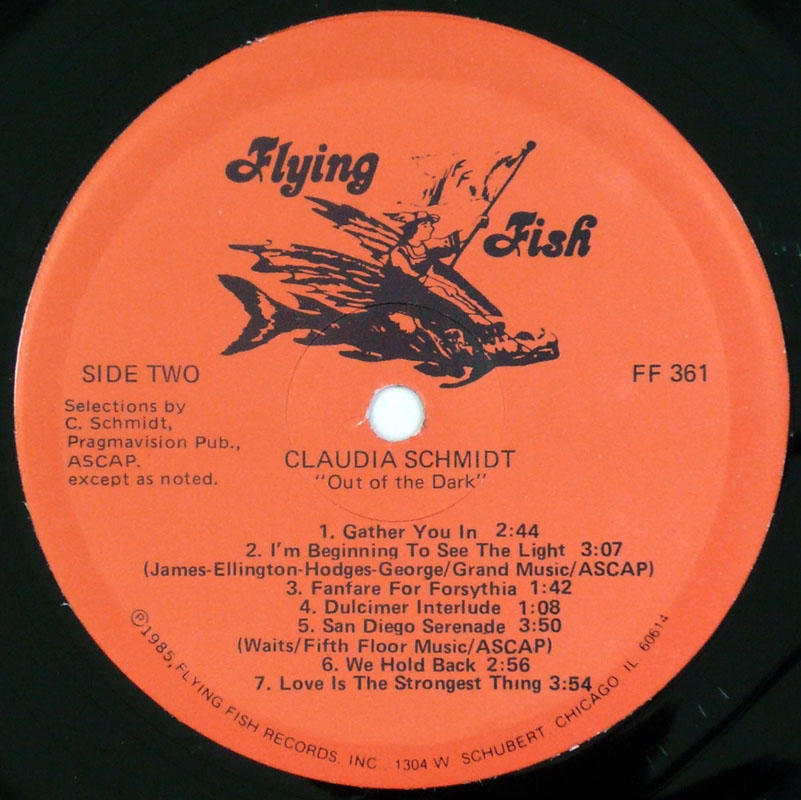 Flying
Fish
SIDE TWO
FF 361
Selections by
C. Schmidt,
Pragmavision Pub.,
ASCAP.
except as noted.
CLAUDIA SCHMIDT
"Out of the Dark"
1. Gather You In 2:44
2. I'm Beginning To See The Light 3:07
(James-Ellington-Hodges-George/Grand Music/ASCAP)
3. Fanfare For Forsythia 1:42
4. Dulcimer Interlude 1:08
5. San Diego Serenade 3:50
(Waits/Fifth Floor Music/ASCAP)
6. We Hold Back 2:56
7. Love Is The Strongest Thing 3:54
℗1985, FLYING FISH RECORDS, INC., 1304 W. SCHUBERT, CHICAGO IL 60614